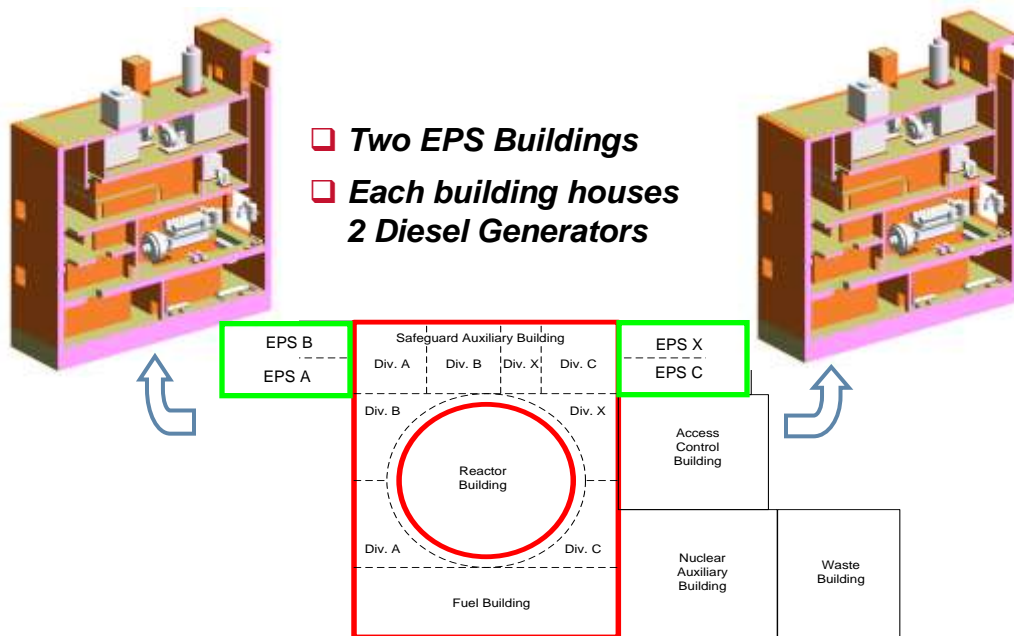 Two EPS Buildings
Each building houses
2 Diesel Generators
Safeguard Auxiliary Building
EPS B
EPS A
Div. A
Div. B
Div. X
Div. C
EPS X
EPS C
Div. B
Div. X
Reactor
Building
Access
Control
Building
Div. A
Div. C
Nuclear
Auxiliary
Building
Waste
Building
Fuel Building